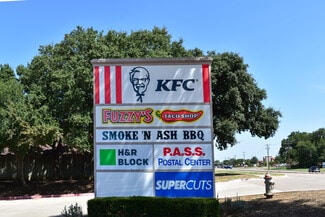 KFC
FUZZY'S TACO SHOP
SMOKE 'N ASH BBQ
H&R BLOCK
P.A.S.S. POSTAL CENTER
SUPERCUTS